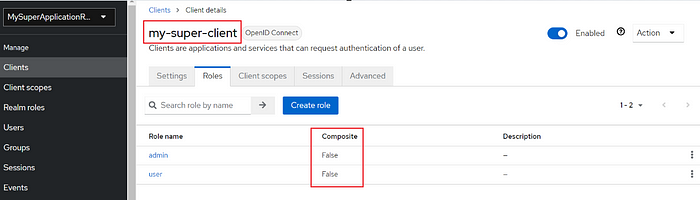 MySuperApplicationR...
Manage
Clients
Client scopes
Realm roles
Users
Groups
Sessions
Events
Clients > Client details
my-super-client OpenID Connect
Clients are applications and services that can request authentication of a user.
Enabled
Action
Settings Roles Client scopes Sessions Advanced
Search role by name
Create role
1 - 2
Role name Composite Description
admin False –
user False –